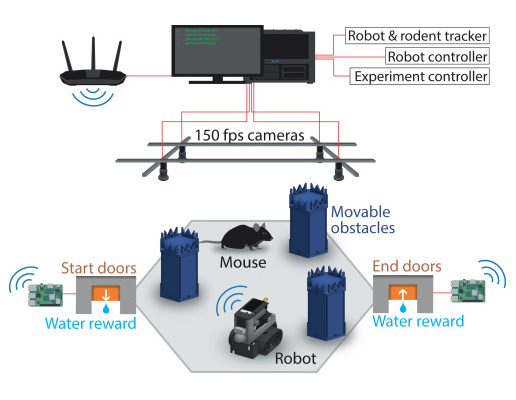 Robot & rodent tracker
Robot controller
Experiment controller
150 fps cameras
Movable
obstacles
Mouse
Start doors
End doors
Water reward
Water reward
Robot